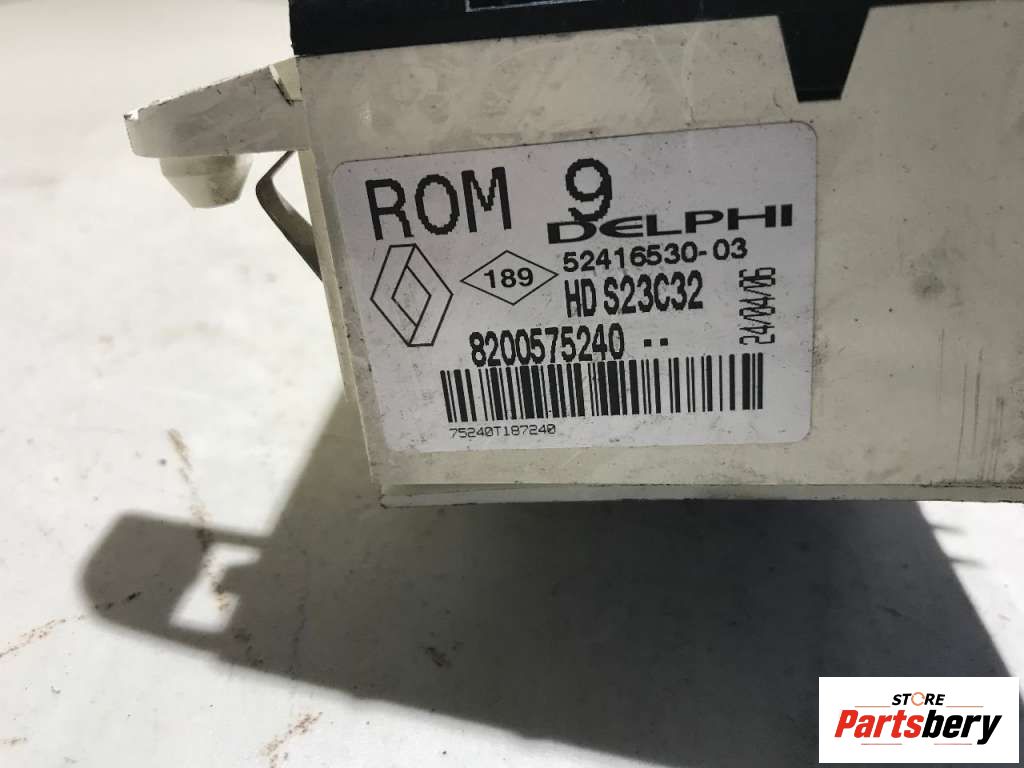 ROM 9
DELPHI
189
52416530-03
HD S23C32
24/04/06
8200575240 ..
75240T187240
STORE
Partsbery